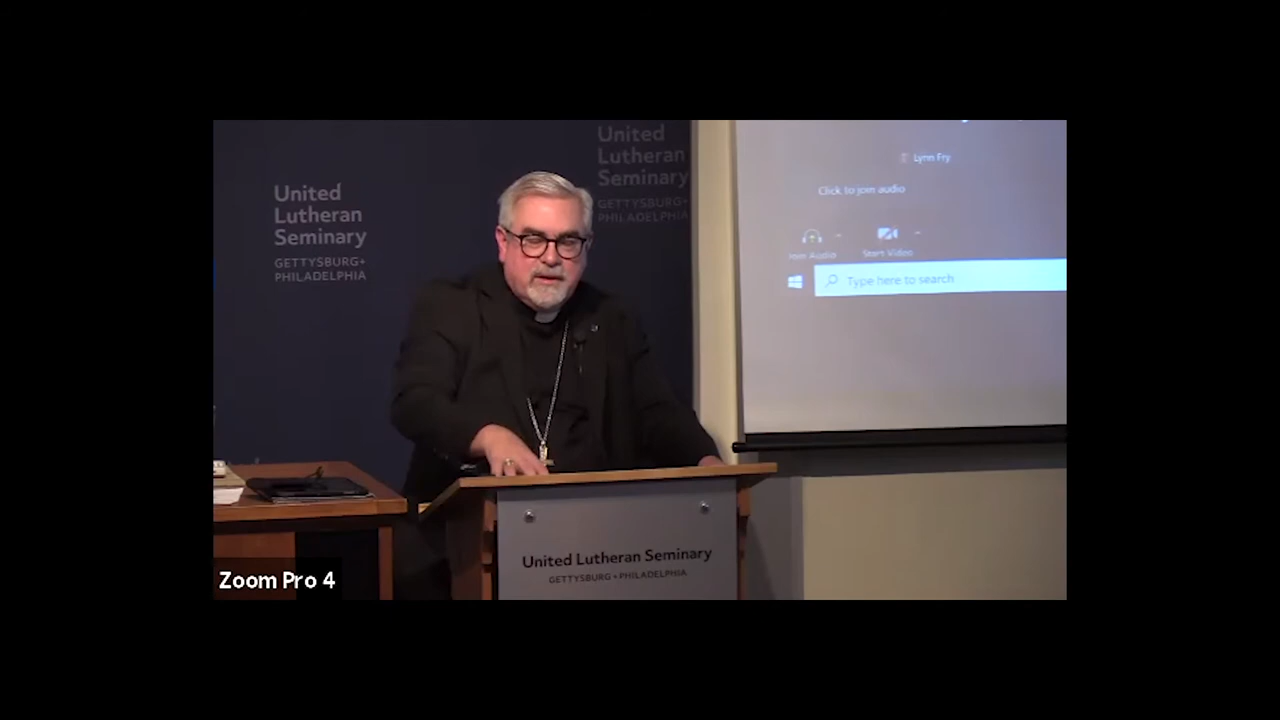 United
Lutheran
Seminary
GETTYSBURG+
PHILADELPHIA
United
Lutheran
Seminary
GETTYSBURG+
PHILADELPHIA
Lynn Fry
Click to join audio
Join Audio
Start Video
Type here to search
United Lutheran Seminary
GETTYSBURG + PHILADELPHIA
Zoom Pro 4